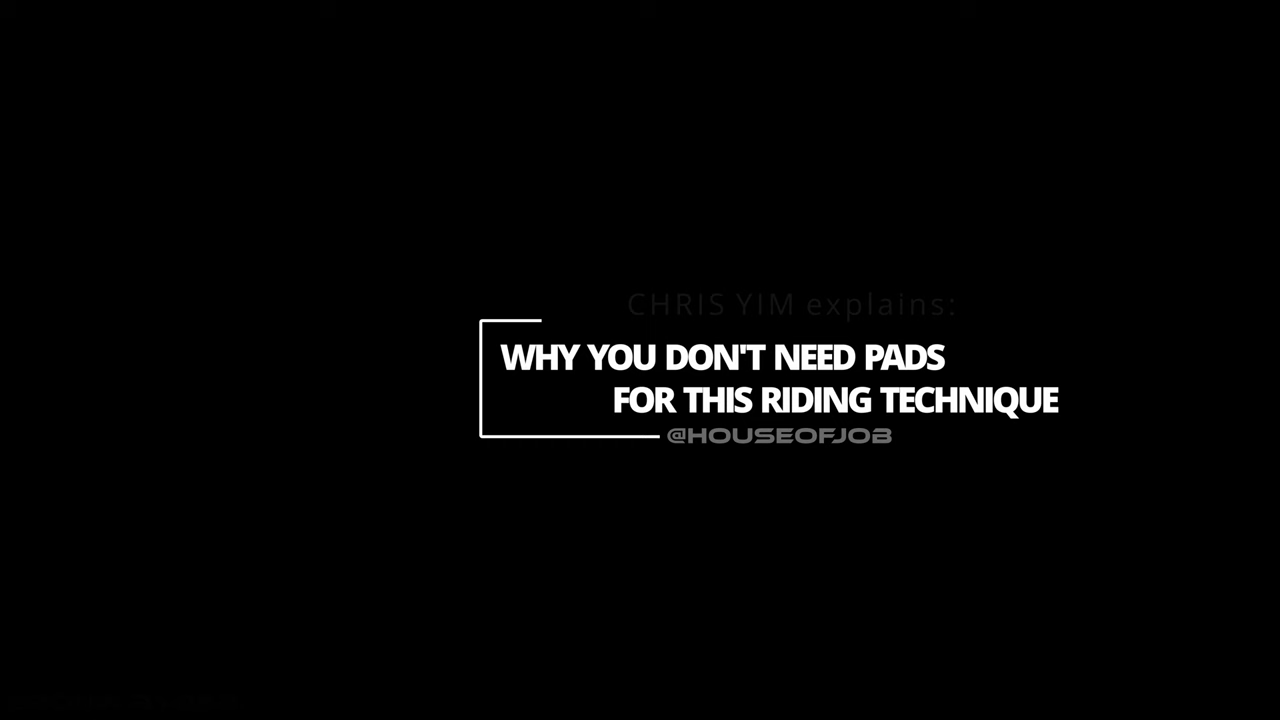 CHRIS YIM explains:
WHY YOU DON'T NEED PADS
FOR THIS RIDING TECHNIQUE
@HOUSEOFJOB